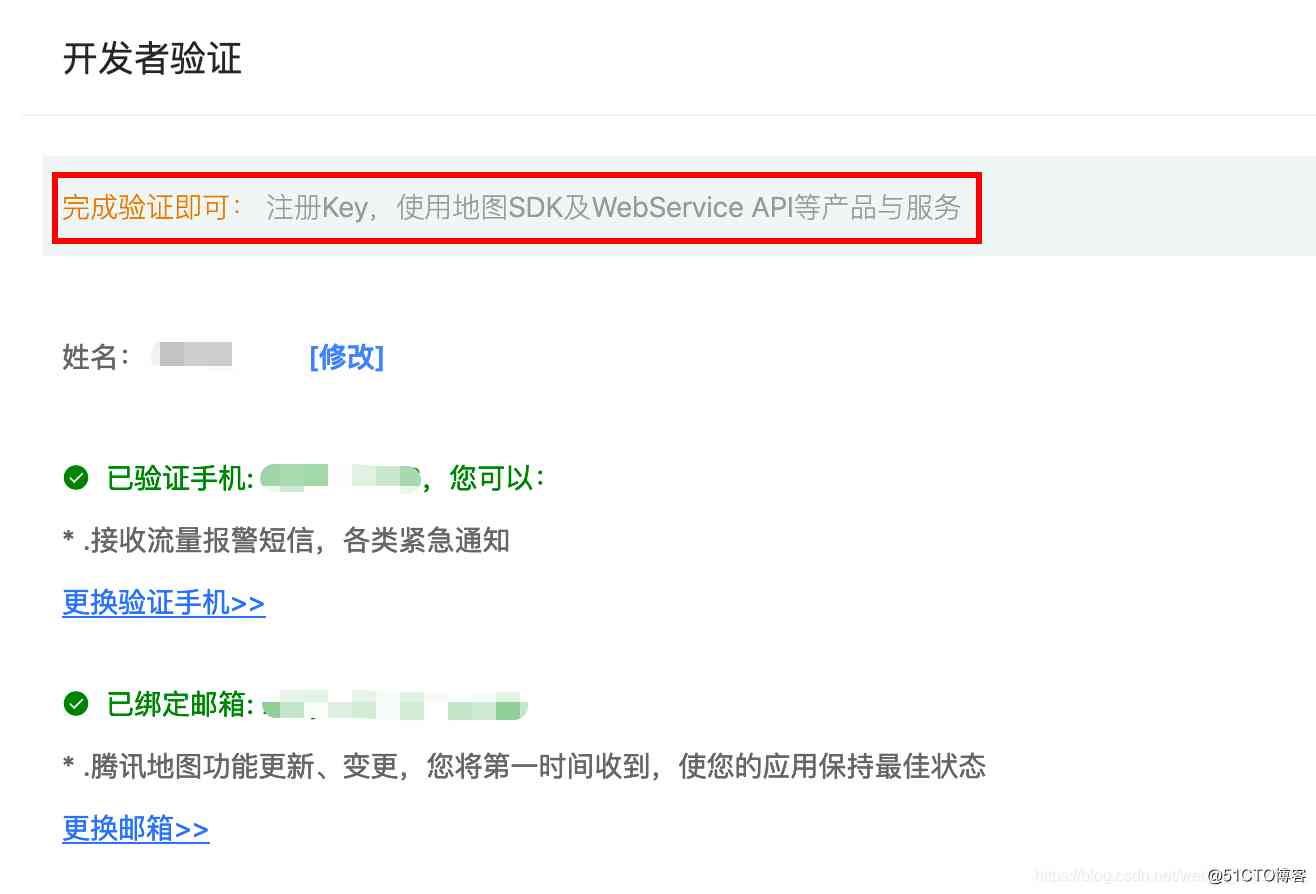 开发者验证
完成验证即可： 注册Key，使用地图SDK及WebService API等产品与服务
姓名： [修改]
已验证手机: ，您可以：
* .接收流量报警短信，各类紧急通知
更换验证手机>>
已绑定邮箱:
* .腾讯地图功能更新、变更，您将第一时间收到，使您的应用保持最佳状态
更换邮箱>>
https://blog.csdn.net/wei @51CTO博客